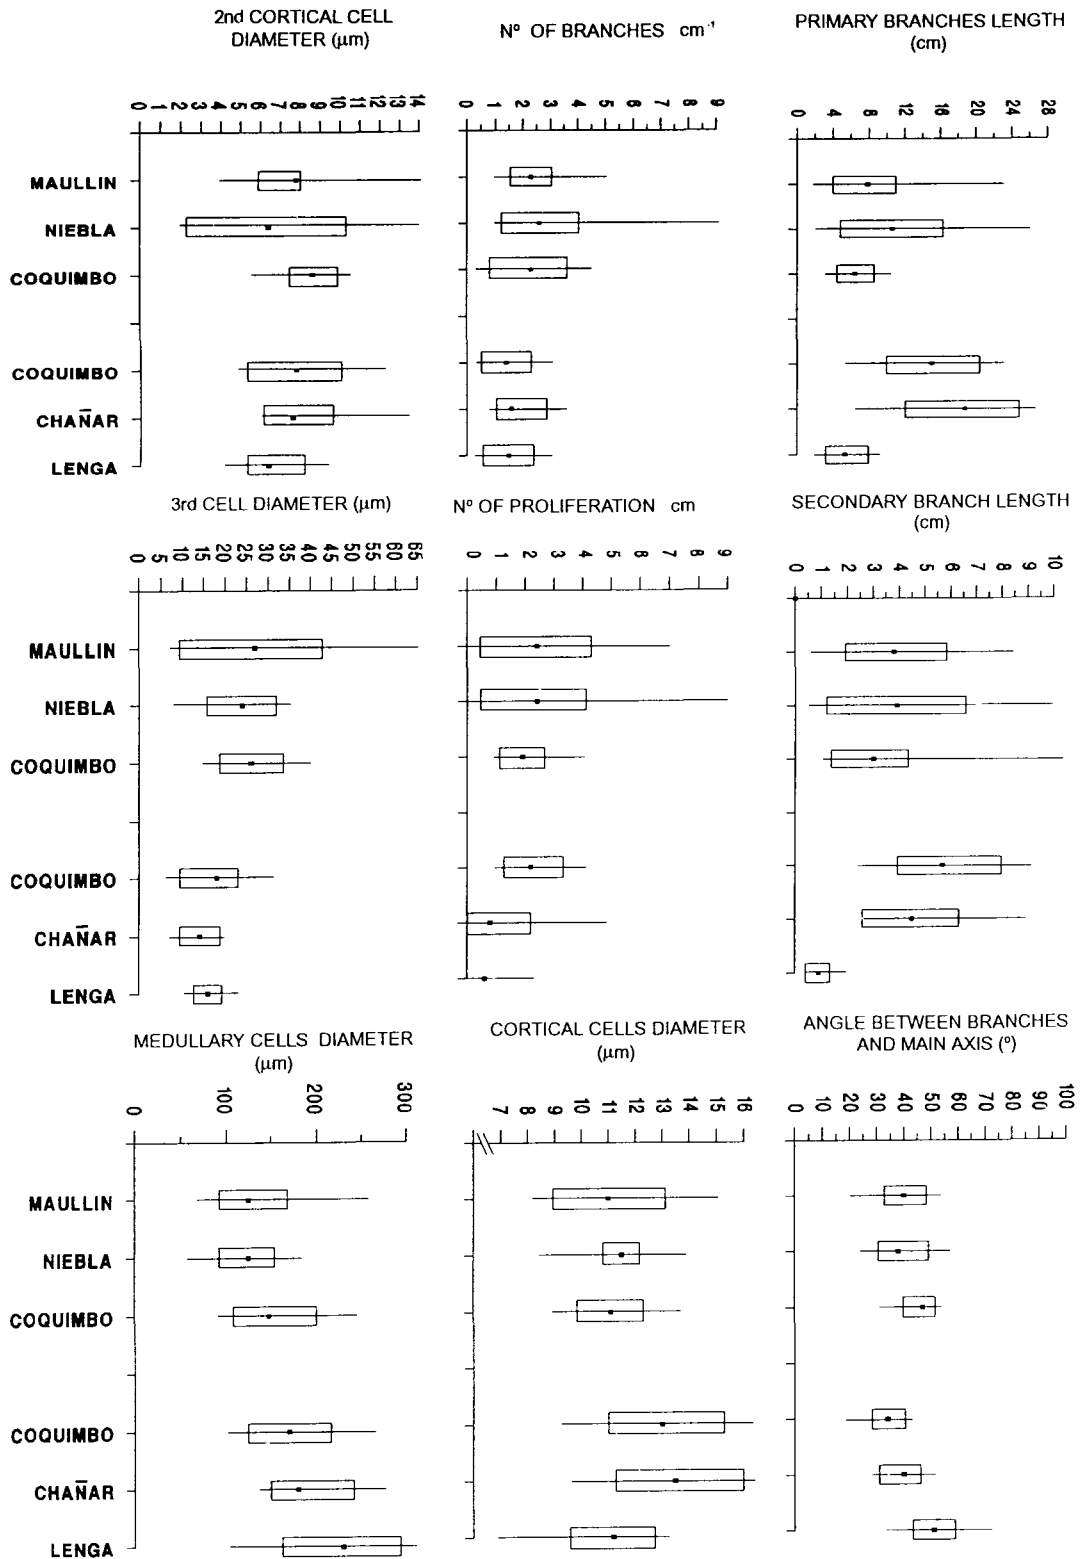 2nd CORTICAL CELL
DIAMETER (µm)
Nº OF BRANCHES cm⁻¹
PRIMARY BRANCHES LENGTH
(cm)
0 1 2 3 4 5 6 7 8 9 10 11 12 13 14
0 1 2 3 4 5 6 7 9
0 4 8 12 16 20 24 28
MAULLIN
NIEBLA
COQUIMBO
COQUIMBO
CHAÑAR
LENGA
3rd CELL DIAMETER (µm)
Nº OF PROLIFERATION cm
SECONDARY BRANCH LENGTH
(cm)
0 5 10 15 20 25 30 35 40 45 50 55 60 65
0 1 2 4 5 6 7 9
0 1 2 3 4 5 6 7 8 10
MAULLIN
NIEBLA
COQUIMBO
COQUIMBO
CHAÑAR
LENGA
MEDULLARY CELLS DIAMETER
(µm)
CORTICAL CELLS DIAMETER
(µm)
ANGLE BETWEEN BRANCHES
AND MAIN AXIS (º)
0 100 200 300
7 8 9 10 11 12 13 14 15 16
0 10 20 30 40 50 60 70 80 90 100
MAULLIN
NIEBLA
COQUIMBO
COQUIMBO
CHAÑAR
LENGA